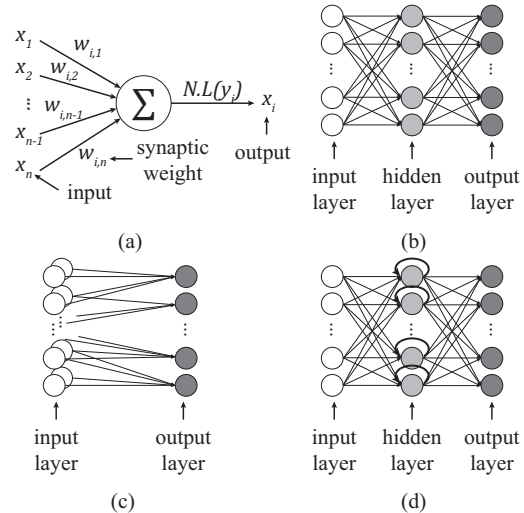 x1 wi,1
x2 wi,2
... wi,n-1
xn-1
xn wi,n
Σ
N.L(yi)
xi
synaptic
weight
output
input
(a)
...
input
layer
hidden
layer
output
layer
(b)
...
input
layer
output
layer
(c)
...
input
layer
hidden
layer
output
layer
(d)